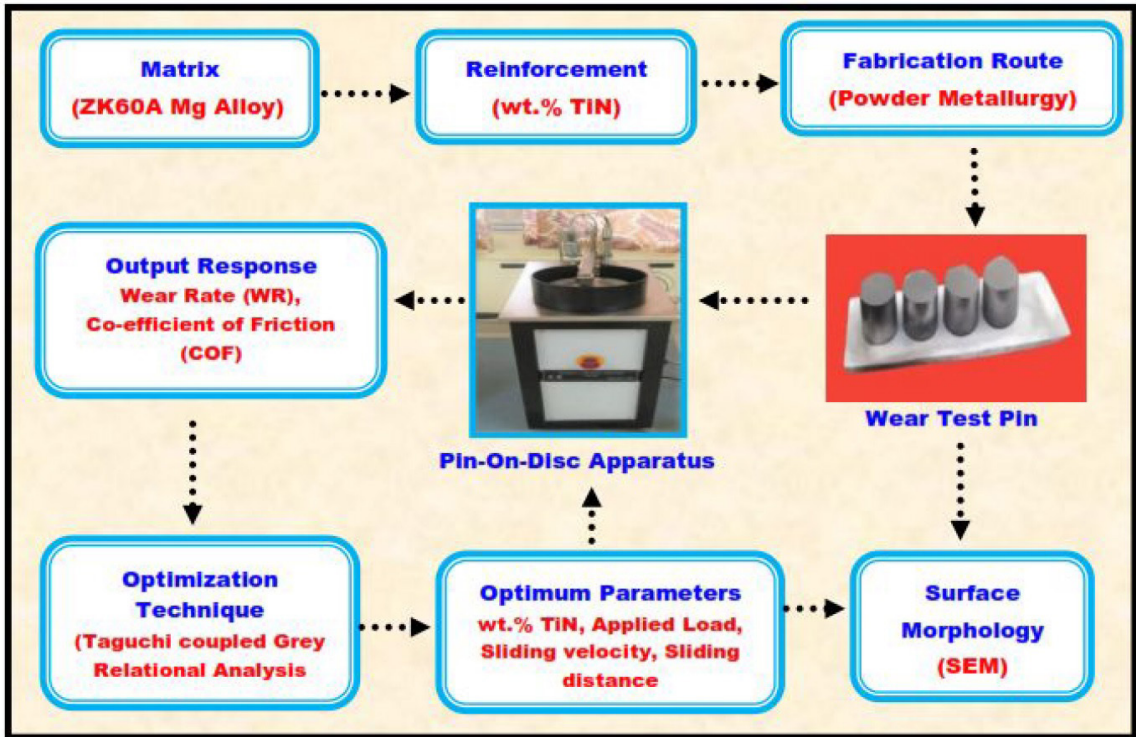 Matrix
(ZK60A Mg Alloy)
Reinforcement
(wt.% TiN)
Fabrication Route
(Powder Metallurgy)
Output Response
Wear Rate (WR),
Co-efficient of Friction
(COF)
Pin-On-Disc Apparatus
Wear Test Pin
Optimization
Technique
(Taguchi coupled Grey
Relational Analysis
Optimum Parameters
wt.% TiN, Applied Load,
Sliding velocity, Sliding
distance
Surface
Morphology
(SEM)